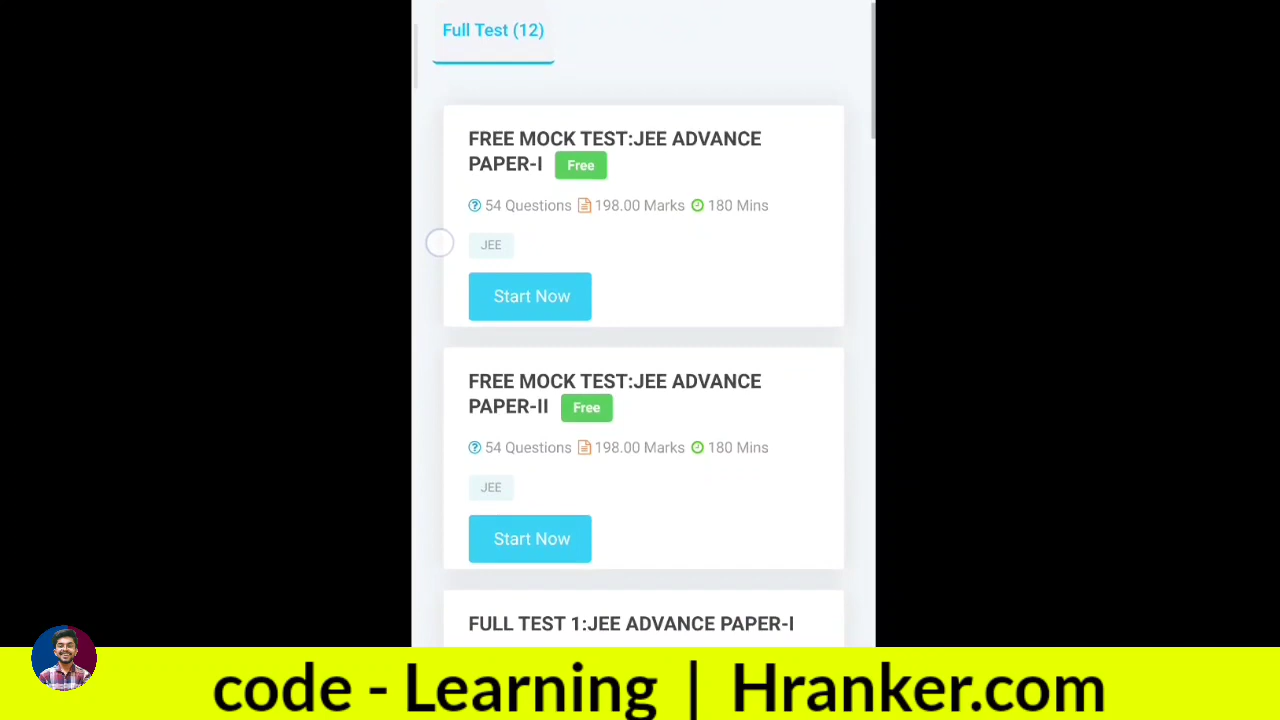 Full Test (12)
FREE MOCK TEST:JEE ADVANCE
PAPER-I Free
54 Questions 198.00 Marks 180 Mins
JEE
Start Now
FREE MOCK TEST:JEE ADVANCE
PAPER-II Free
54 Questions 198.00 Marks 180 Mins
JEE
Start Now
FULL TEST 1:JEE ADVANCE PAPER-I
code - Learning | Hranker.com